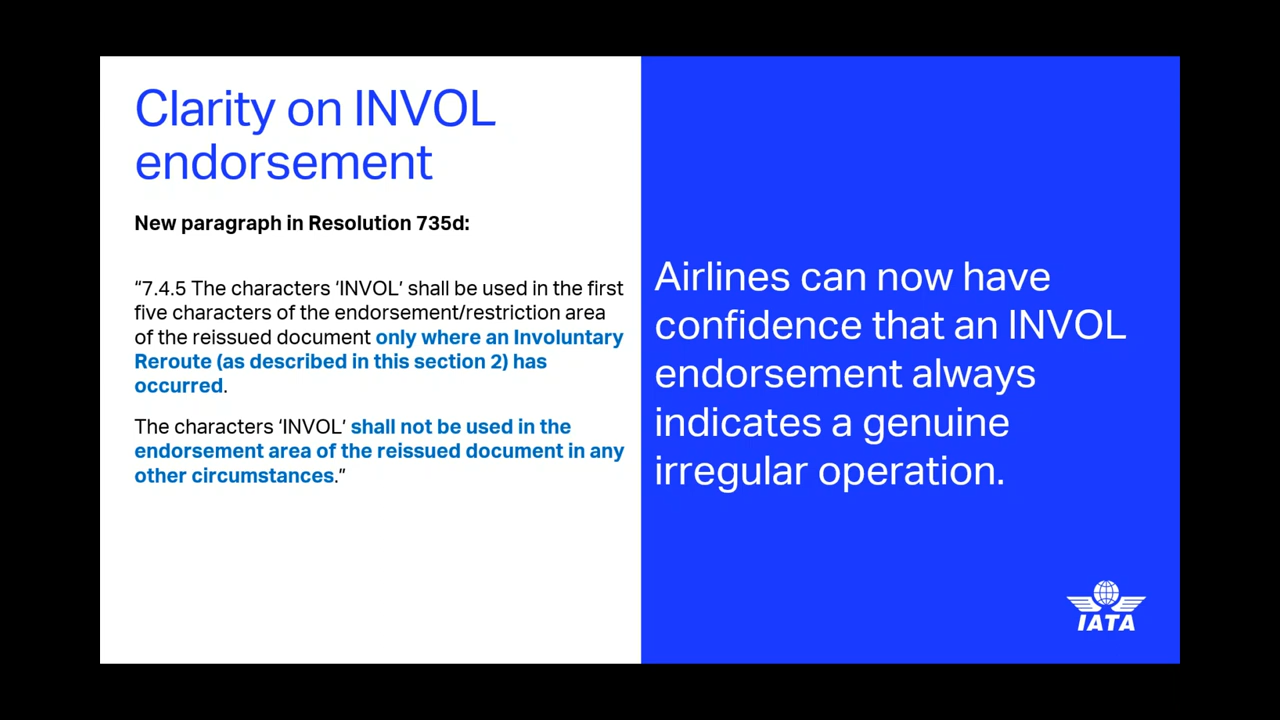 Clarity on INVOL
endorsement
New paragraph in Resolution 735d:
“7.4.5 The characters ‘INVOL’ shall be used in the first
five characters of the endorsement/restriction area
of the reissued document only where an Involuntary
Reroute (as described in this section 2) has
occurred.
The characters ‘INVOL’ shall not be used in the
endorsement area of the reissued document in any
other circumstances.”
Airlines can now have
confidence that an INVOL
endorsement always
indicates a genuine
irregular operation.
IATA